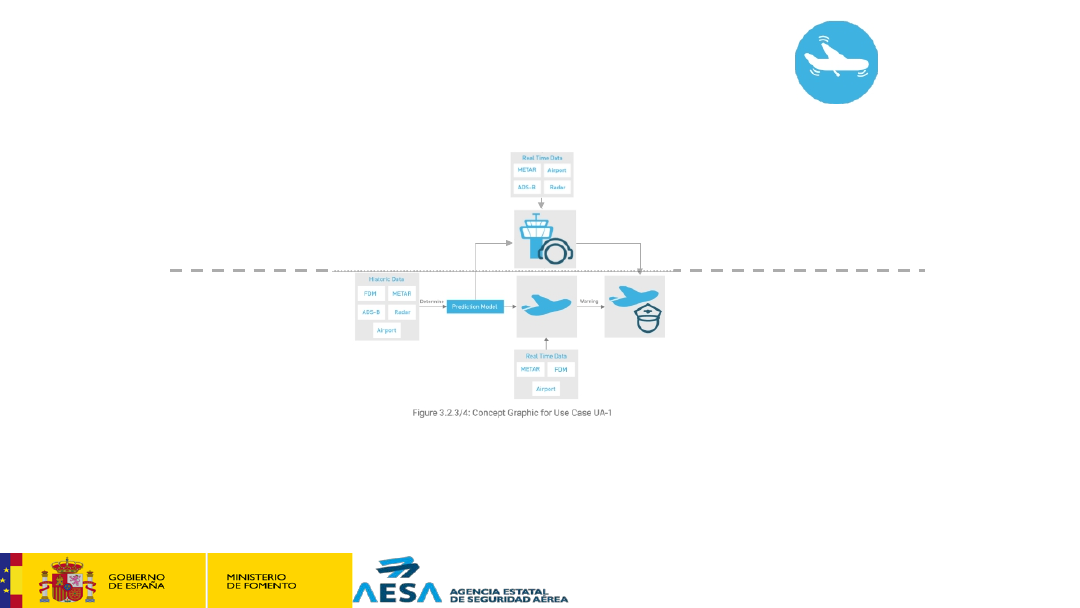 Real Time Data
METAR
Airport
ADS-B
Radar
Historic Data
FDM
METAR
ADS-B
Radar
Airport
Determine
Prediction Model
Warning
Real Time Data
METAR
FDM
Airport
Figure 3.2.3/4: Concept Graphic for Use Case UA-1
GOBIERNO
DE ESPAÑA
MINISTERIO
DE FOMENTO
AESA
AGENCIA ESTATAL
DE SEGURIDAD AÉREA